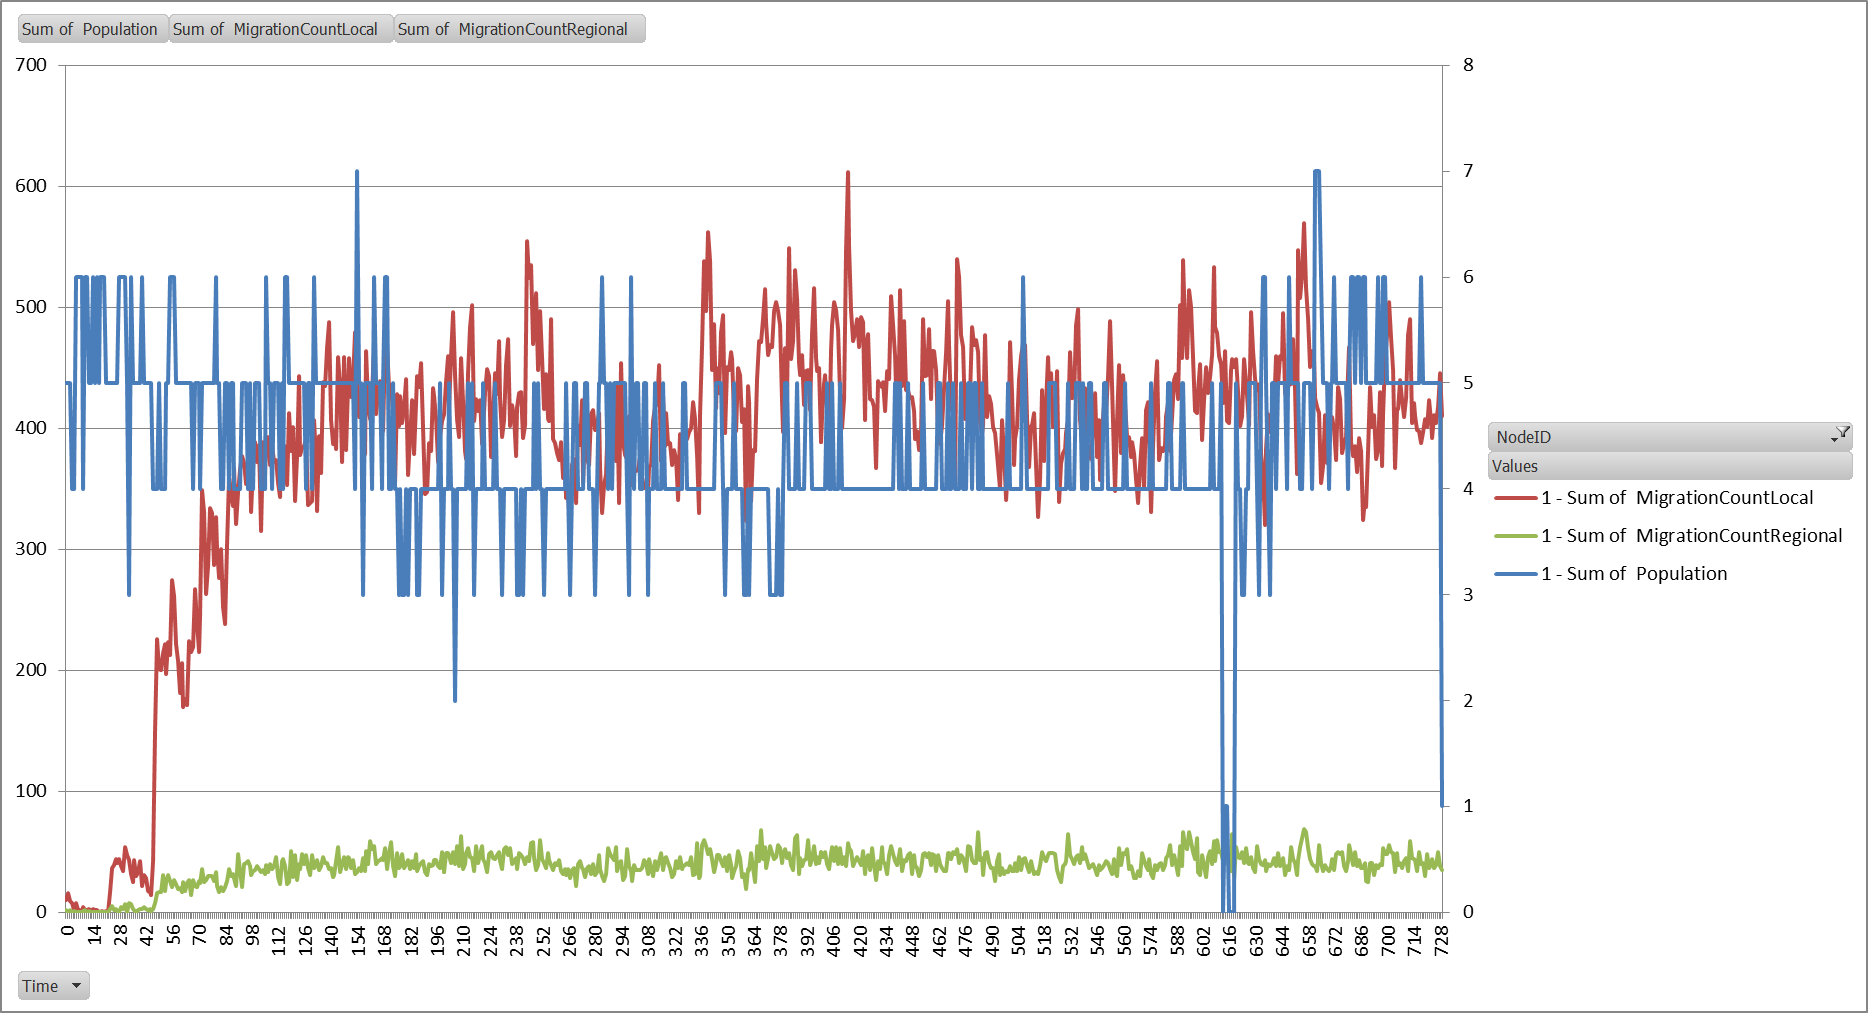 Sum of  Population Sum of  MigrationCountLocal Sum of  MigrationCountRegional
700
600
500
400
300
200
100
0
8
7
6
5
4
3
2
1
0
0 14 28 42 56 70 84 98 112 126 140 154 168 182 196 210 224 238 252 266 280 294 308 322 336 350 364 378 392 406 420 434 448 462 476 490 504 518 532 546 560 574 588 602 616 630 644 658 672 686 700 714 728
NodeID
Values
1 - Sum of  MigrationCountLocal
1 - Sum of  MigrationCountRegional
1 - Sum of  Population
Time